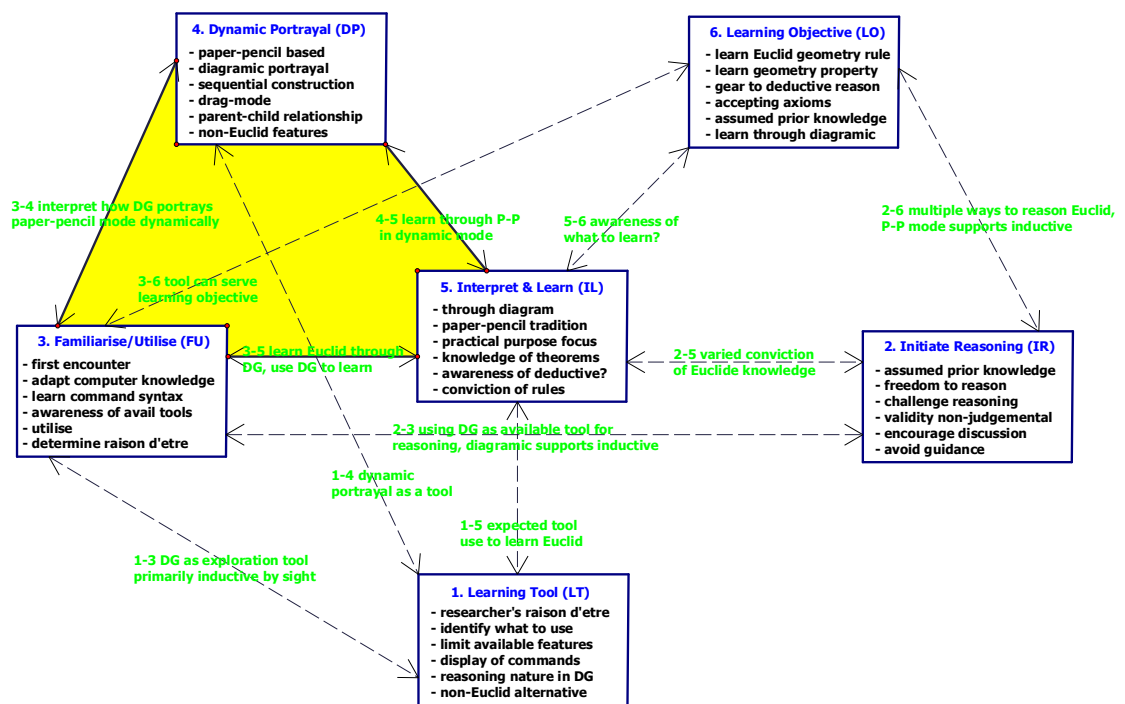 4. Dynamic Portrayal (DP)
- paper-pencil based
- diagramic portrayal
- sequential construction
- drag-mode
- parent-child relationship
- non-Euclid features
6. Learning Objective (LO)
- learn Euclid geometry rule
- learn geometry property
- gear to deductive reason
- accepting axioms
- assumed prior knowledge
- learn through diagramic
3-4 interpret how DG portrays
paper-pencil mode dynamically
4-5 learn through P-P
in dynamic mode
5-6 awareness of
what to learn?
2-6 multiple ways to reason Euclid,
P-P mode supports inductive
3-6 tool can serve
learning objective
5. Interpret & Learn (IL)
- through diagram
- paper-pencil tradition
- practical purpose focus
- knowledge of theorems
- awareness of deductive?
- conviction of rules
3. Familiarise/Utilise (FU)
- first encounter
- adapt computer knowledge
- learn command syntax
- awareness of avail tools
- utilise
- determine raison d'etre
3-5 learn Euclid through
DG, use DG to learn
2-5 varied conviction
of Euclide knowledge
2. Initiate Reasoning (IR)
- assumed prior knowledge
- freedom to reason
- challenge reasoning
- validity non-judgemental
- encourage discussion
- avoid guidance
2-3 using DG as available tool for
reasoning, diagramic supports inductive
1-4 dynamic
portrayal as a tool
1-5 expected tool
use to learn Euclid
1-3 DG as exploration tool
primarily inductive by sight
1. Learning Tool (LT)
- researcher's raison d'etre
- identify what to use
- limit available features
- display of commands
- reasoning nature in DG
- non-Euclid alternative